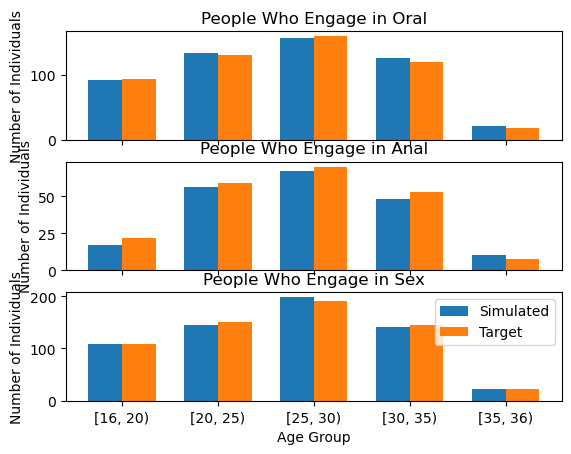 People Who Engage in Oral
Number of Individuals
100
0
People Who Engage in Anal
Number of Individuals
50
25
0
People Who Engage in Sex
Number of Individuals
200
100
0
Simulated
Target
[16, 20)
[20, 25)
[25, 30)
[30, 35)
[35, 36)
Age Group